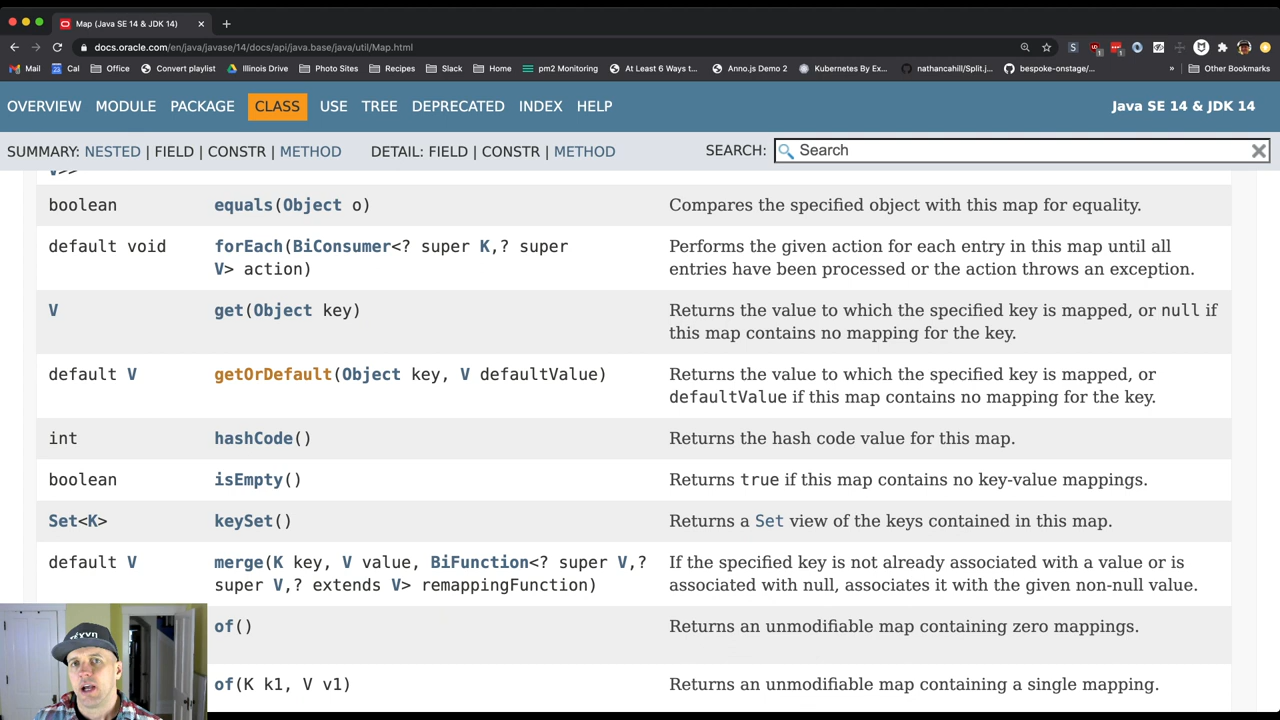 Map (Java SE 14 & JDK 14)
docs.oracle.com/en/java/javase/14/docs/api/java.base/java/util/Map.html
Mail Cal Office Convert playlist Illinois Drive Photo Sites Recipes Slack Home pm2 Monitoring At Least 6 Ways t... Anno.js Demo 2 Kubernetes By Ex... nathancahill/Split.j... bespoke-onstage/... » Other Bookmarks
OVERVIEW MODULE PACKAGE CLASS USE TREE DEPRECATED INDEX HELP Java SE 14 & JDK 14
SUMMARY: NESTED | FIELD | CONSTR | METHOD DETAIL: FIELD | CONSTR | METHOD SEARCH: Search
V>>
boolean equals(Object o) Compares the specified object with this map for equality.
default void forEach(BiConsumer<? super K,? super Performs the given action for each entry in this map until all
V> action) entries have been processed or the action throws an exception.
V get(Object key) Returns the value to which the specified key is mapped, or null if
this map contains no mapping for the key.
default V getOrDefault(Object key, V defaultValue) Returns the value to which the specified key is mapped, or
defaultValue if this map contains no mapping for the key.
int hashCode() Returns the hash code value for this map.
boolean isEmpty() Returns true if this map contains no key-value mappings.
Set<K> keySet() Returns a Set view of the keys contained in this map.
default V merge(K key, V value, BiFunction<? super V,? If the specified key is not already associated with a value or is
super V,? extends V> remappingFunction) associated with null, associates it with the given non-null value.
of() Returns an unmodifiable map containing zero mappings.
of(K k1, V v1) Returns an unmodifiable map containing a single mapping.